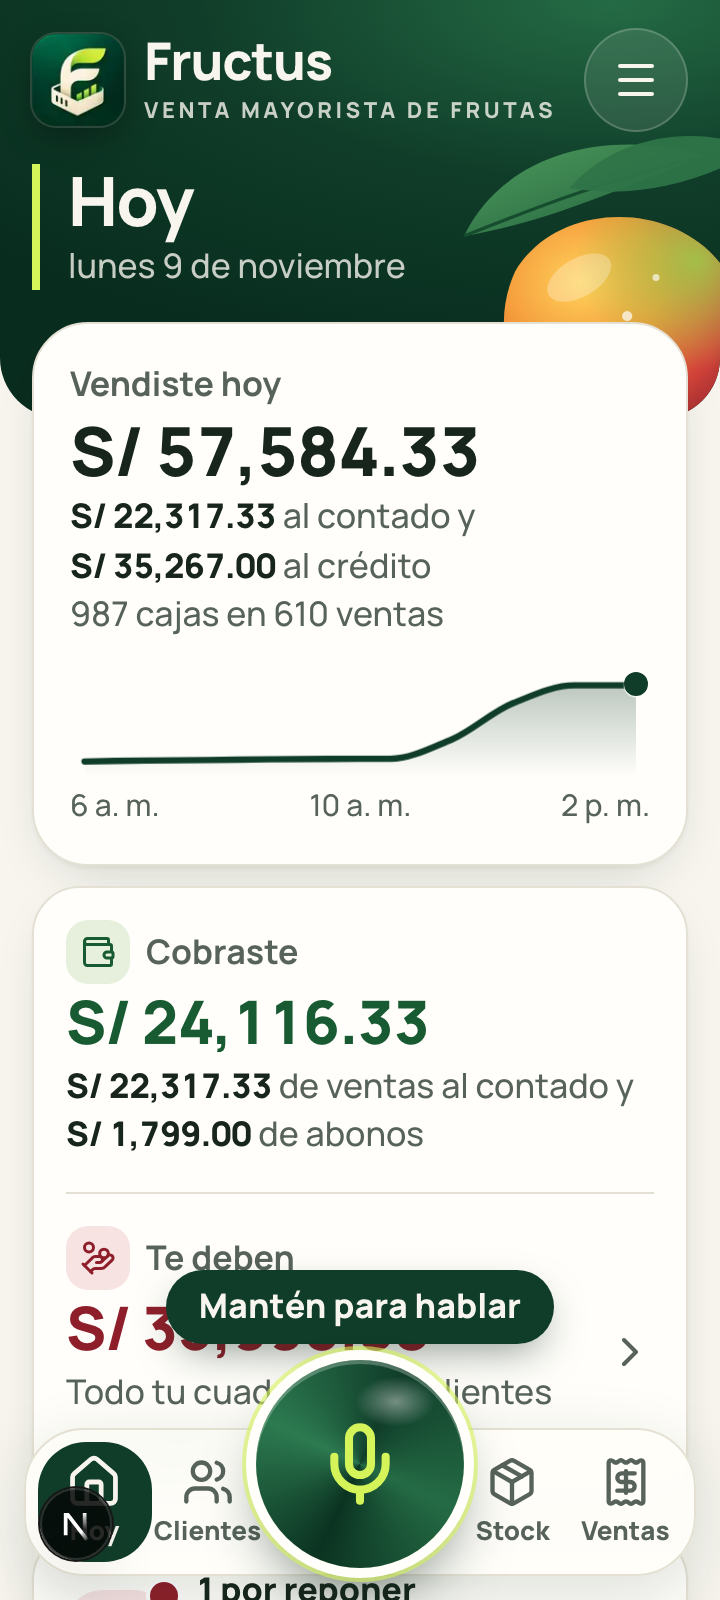 Fructus
VENTA MAYORISTA DE FRUTAS
Hoy
lunes 9 de noviembre
Vendiste hoy
S/ 57,584.33
S/ 22,317.33 al contado y
S/ 35,267.00 al crédito
987 cajas en 610 ventas
6 a. m. 10 a. m. 2 p. m.
Cobraste
S/ 24,116.33
S/ 22,317.33 de ventas al contado y
S/ 1,799.00 de abonos
Te deben
Mantén para hablar
S/
Todo tu
Clientes Stock Ventas
N
1 por reponer